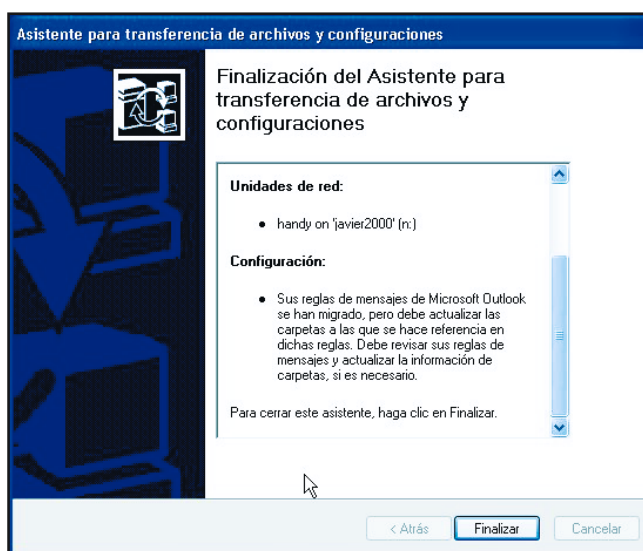 Asistente para transferencia de archivos y configuraciones
Finalización del Asistente para
transferencia de archivos y
configuraciones
Unidades de red:
• handy on 'javier2000' (n:)
Configuración:
• Sus reglas de mensajes de Microsoft Outlook
se han migrado, pero debe actualizar las
carpetas a las que se hace referencia en
dichas reglas. Debe revisar sus reglas de
mensajes y actualizar la información de
carpetas, si es necesario.
Para cerrar este asistente, haga clic en Finalizar.
< Atrás
Finalizar
Cancelar